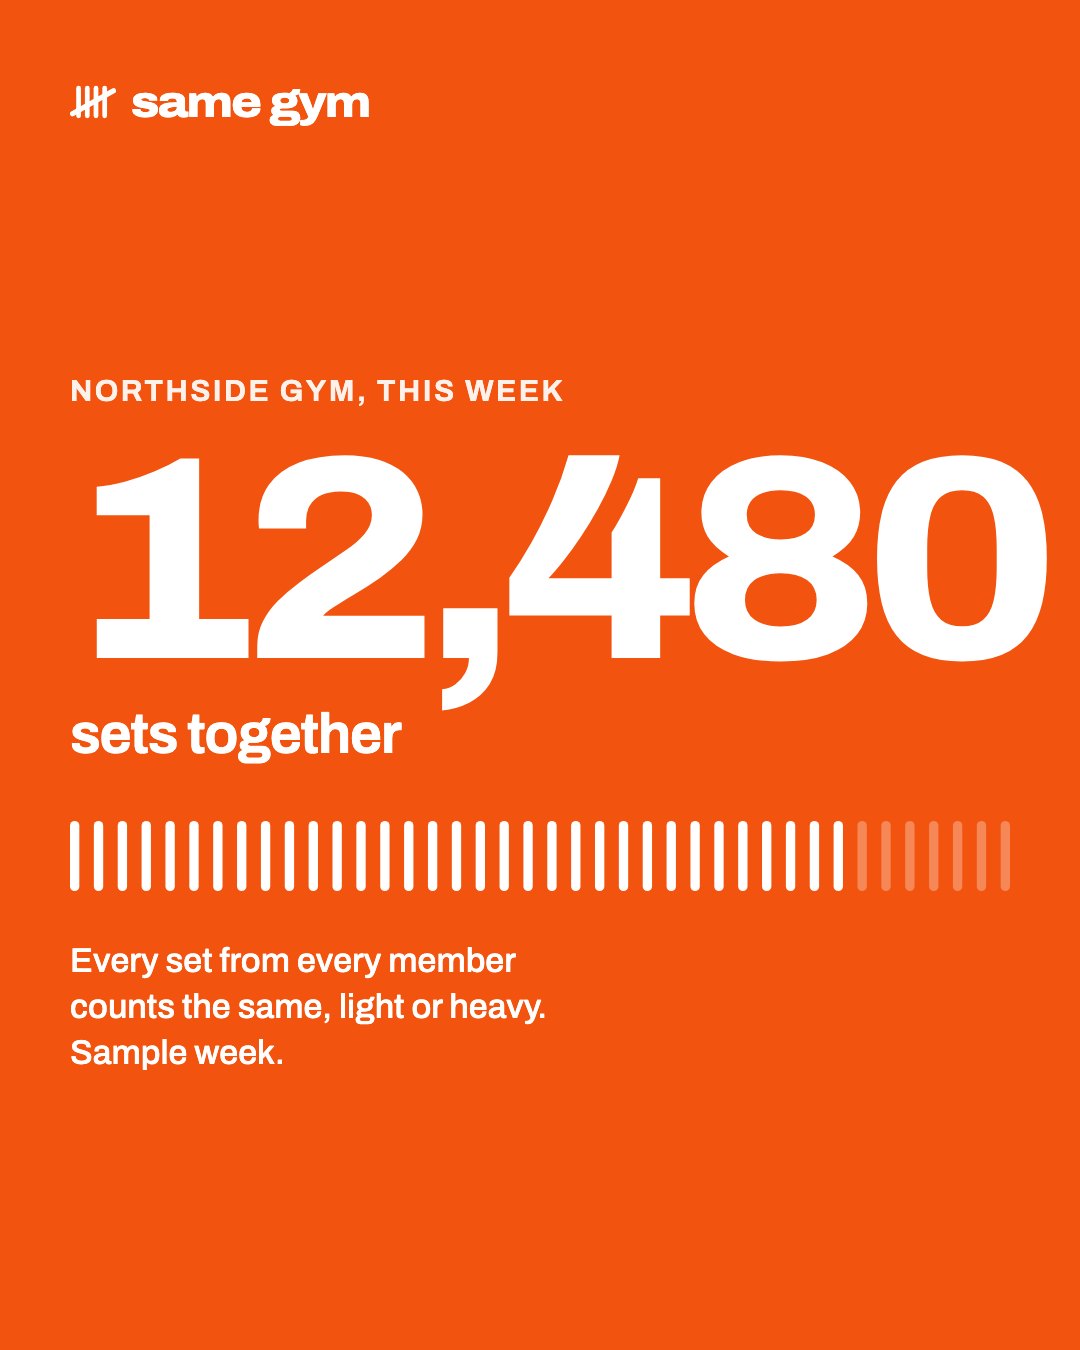 same gym
NORTHSIDE GYM, THIS WEEK
12,480
sets together
Every set from every member
counts the same, light or heavy.
Sample week.